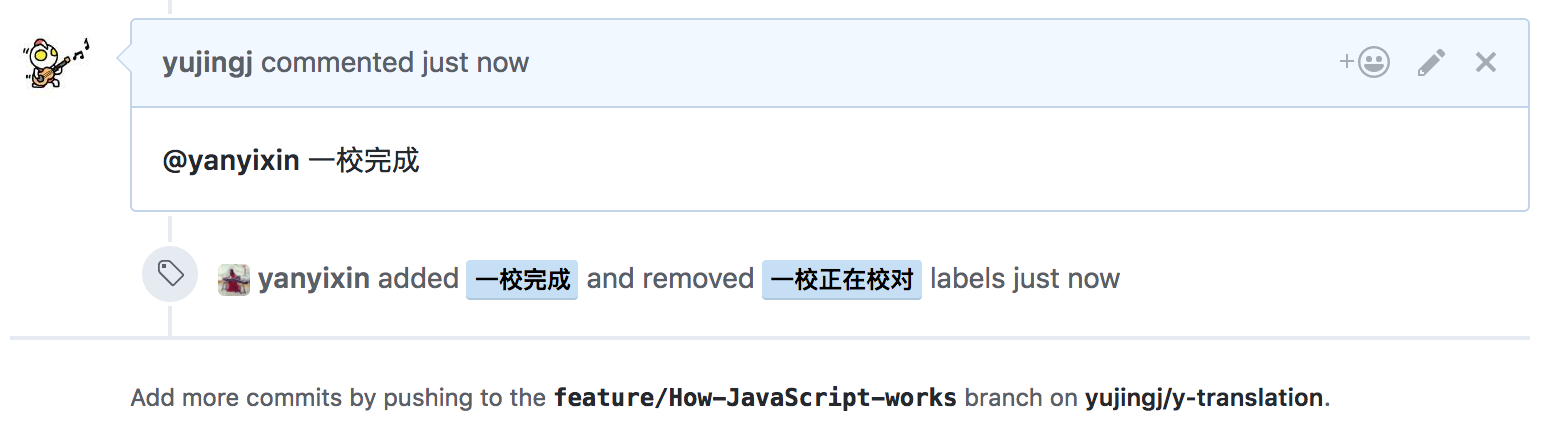 yujingj commented just now
@yanyixin 一校完成
yanyixin added 一校完成 and removed 一校正在校对 labels just now
Add more commits by pushing to the feature/How-JavaScript-works branch on yujingj/y-translation.